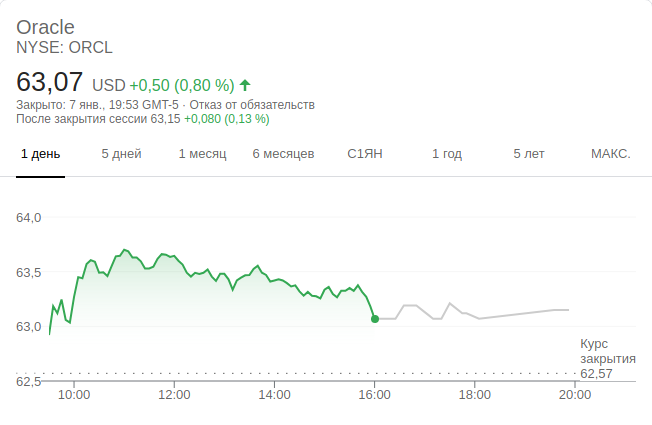 Oracle
NYSE: ORCL
63,07 USD +0,50 (0,80 %)
Закрыто: 7 янв., 19:53 GMT-5 · Отказ от обязательств
После закрытия сессии 63,15 +0,080 (0,13 %)
1 день 5 дней 1 месяц 6 месяцев С1ЯН 1 год 5 лет МАКС.
64,0
63,5
63,0
Курс
закрытия
62,57
62,5
10:00 12:00 14:00 16:00 18:00 20:00